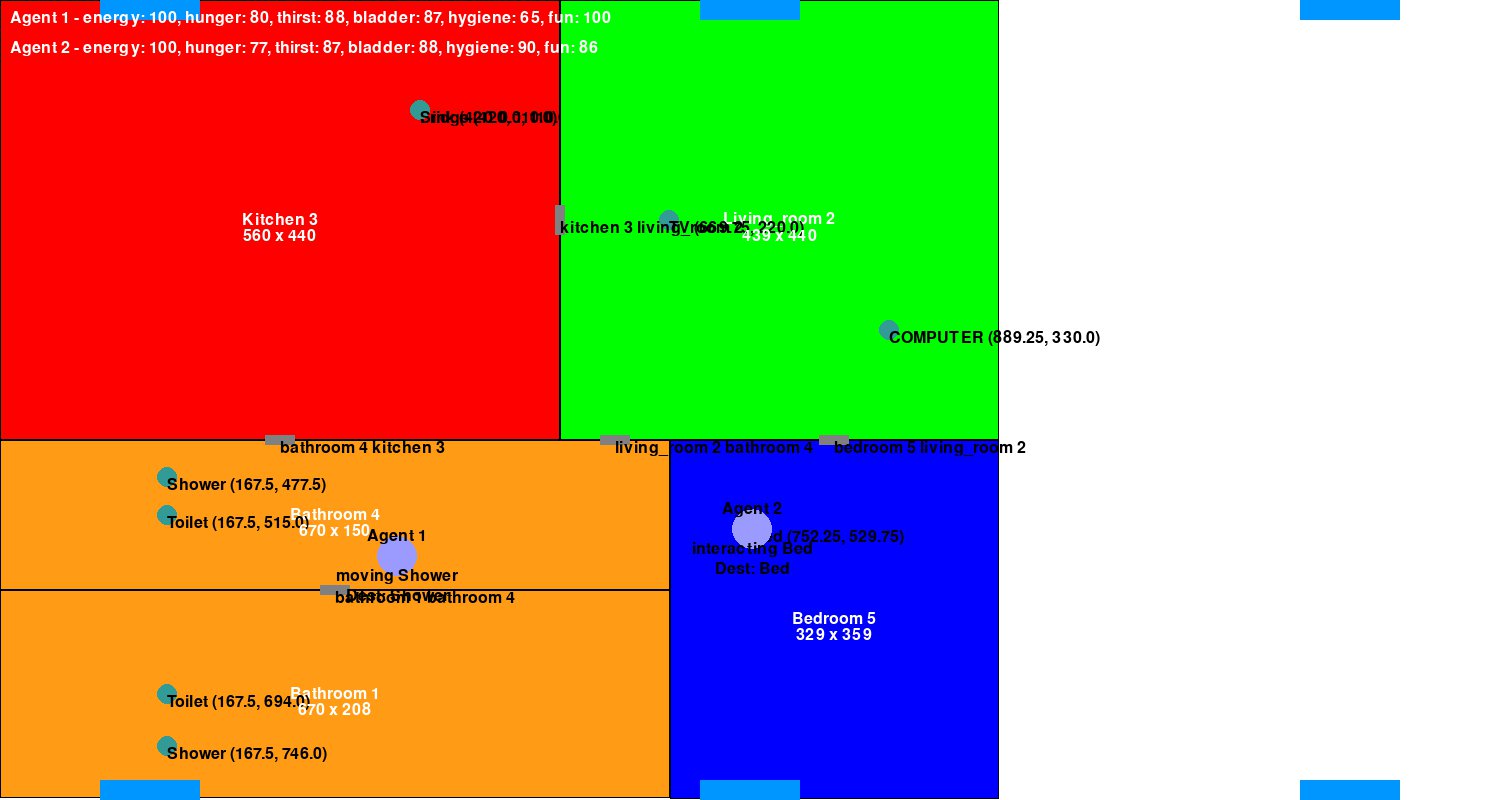 Agent 1 - energy: 100, hunger: 80, thirst: 88, bladder: 87, hygiene: 65, fun: 100
Agent 2 - energy: 100, hunger: 77, thirst: 87, bladder: 88, hygiene: 90, fun: 86
Kitchen 3
560 x 440
Living_room 2
439 x 440
kitchen 3 living_room 2
TV (669.25, 220.0)
COMPUTER (889.25, 330.0)
bathroom 4 kitchen 3
living_room 2 bathroom 4
bedroom 5 living_room 2
Shower (167.5, 477.5)
Toilet (167.5, 515.0)
Bathroom 4
670 x 150
Agent 1
moving Shower
Dest: Shower
bathroom 1 bathroom 4
Agent 2
(752.25, 529.75)
interacting Bed
Dest: Bed
Bedroom 5
329 x 359
Toilet (167.5, 694.0)
Bathroom 1
670 x 208
Shower (167.5, 746.0)